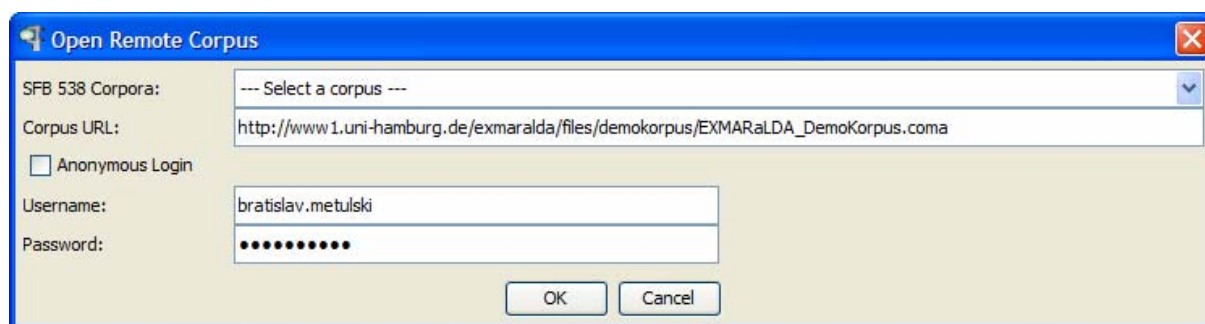 Open Remote Corpus
SFB 538 Corpora: --- Select a corpus ---
Corpus URL: http://www1.uni-hamburg.de/exmaralda/files/demokorpus/EXMARaLDA_DemoKorpus.coma
Anonymous Login
Username: bratislav.metulski
Password: ●●●●●●●●●●
OK Cancel